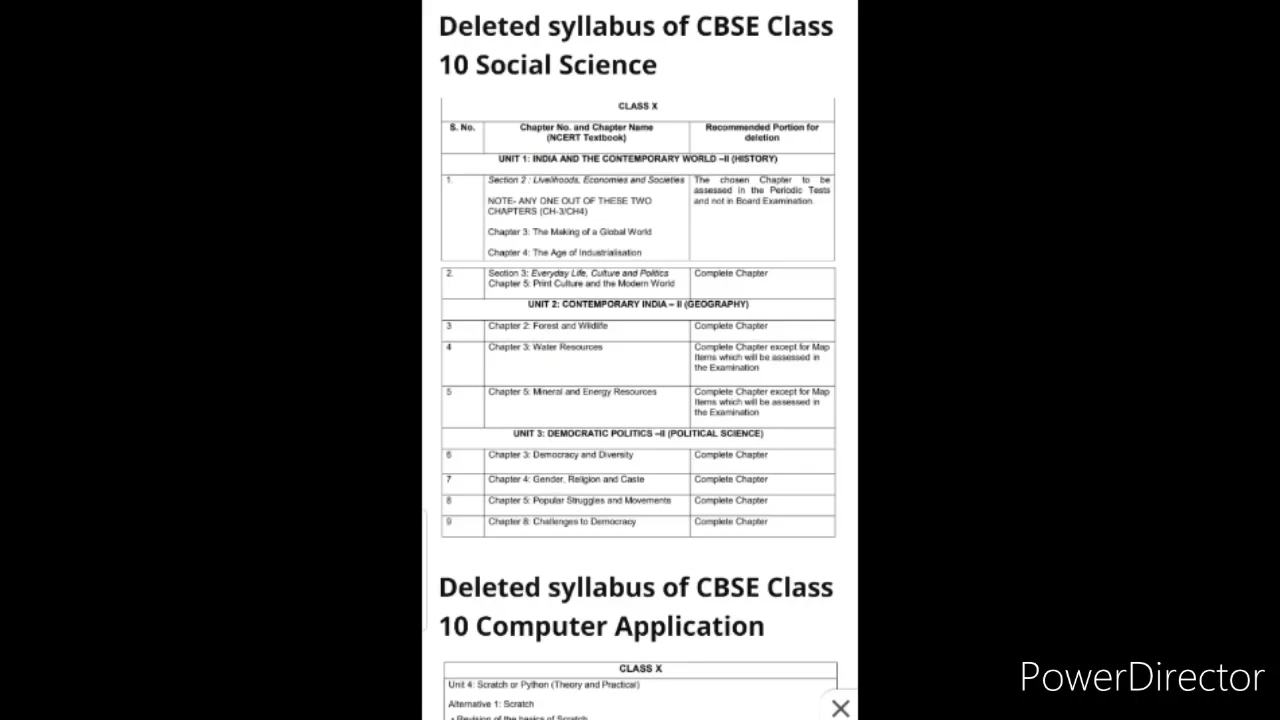 Deleted syllabus of CBSE Class
10 Social Science
CLASS X
S. No.
Chapter No. and Chapter Name
(NCERT Textbook)
Recommended Portion for
deletion
UNIT 1: INDIA AND THE CONTEMPORARY WORLD –II (HISTORY)
1.
Section 2 : Livelihoods, Economies and Societies
NOTE- ANY ONE OUT OF THESE TWO
CHAPTERS (CH-3/CH4)
Chapter 3: The Making of a Global World
Chapter 4: The Age of Industrialisation
The chosen Chapter to be
assessed in the Periodic Tests
and not in Board Examination.
2.
Section 3: Everyday Life, Culture and Politics
Chapter 5: Print Culture and the Modern World
Complete Chapter
UNIT 2: CONTEMPORARY INDIA – II (GEOGRAPHY)
3
Chapter 2: Forest and Wildlife
Complete Chapter
4
Chapter 3: Water Resources
Complete Chapter except for Map
Items which will be assessed in
the Examination
5
Chapter 5: Mineral and Energy Resources
Complete Chapter except for Map
Items which will be assessed in
the Examination
UNIT 3: DEMOCRATIC POLITICS –II (POLITICAL SCIENCE)
6
Chapter 3: Democracy and Diversity
Complete Chapter
7
Chapter 4: Gender, Religion and Caste
Complete Chapter
8
Chapter 5: Popular Struggles and Movements
Complete Chapter
9
Chapter 8: Challenges to Democracy
Complete Chapter
Deleted syllabus of CBSE Class
10 Computer Application
CLASS X
Unit 4: Scratch or Python (Theory and Practical)
Alternative 1: Scratch
• Revision of the basics of Scratch
PowerDirector